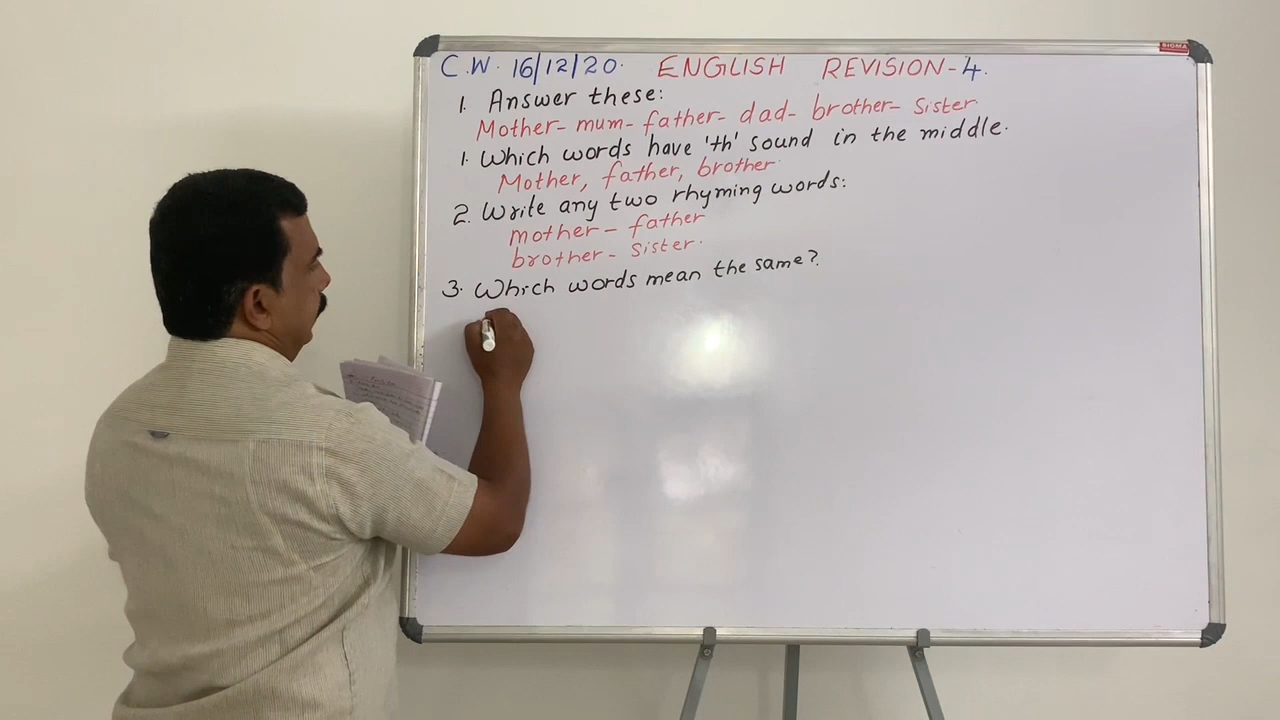 C.W. 16/12/20. ENGLISH REVISION-4.
1. Answer these:
Mother- mum- father- dad- brother- sister.
1. Which words have 'th' sound in the middle.
Mother, father, brother.
2. Write any two rhyming words:
mother - father
brother - sister.
3. Which words mean the same?
SIGMA